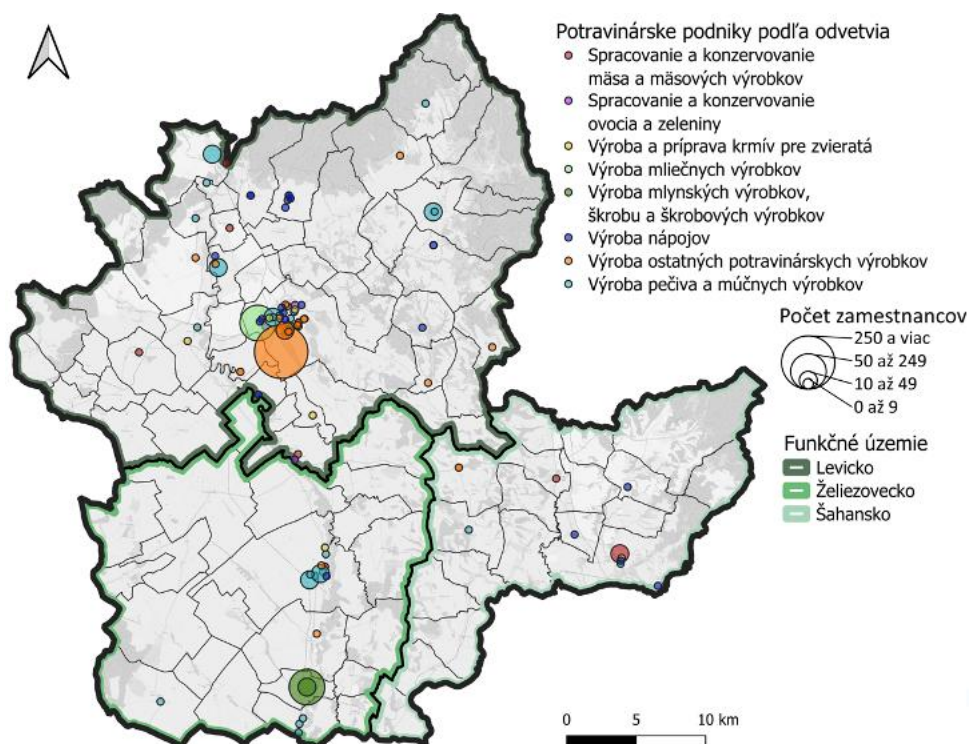 Potravinárske podniky podľa odvetvia
Spracovanie a konzervovanie
mäsa a mäsových výrobkov
Spracovanie a konzervovanie
ovocia a zeleniny
Výroba a príprava krmív pre zvieratá
Výroba mliečnych výrobkov
Výroba mlynských výrobkov,
škrobu a škrobových výrobkov
Výroba nápojov
Výroba ostatných potravinárskych výrobkov
Výroba pečiva a múčnych výrobkov
Počet zamestnancov
250 a viac
50 až 249
10 až 49
0 až 9
Funkčné územie
Levicko
Želiezovecko
Šahansko
0 5 10 km